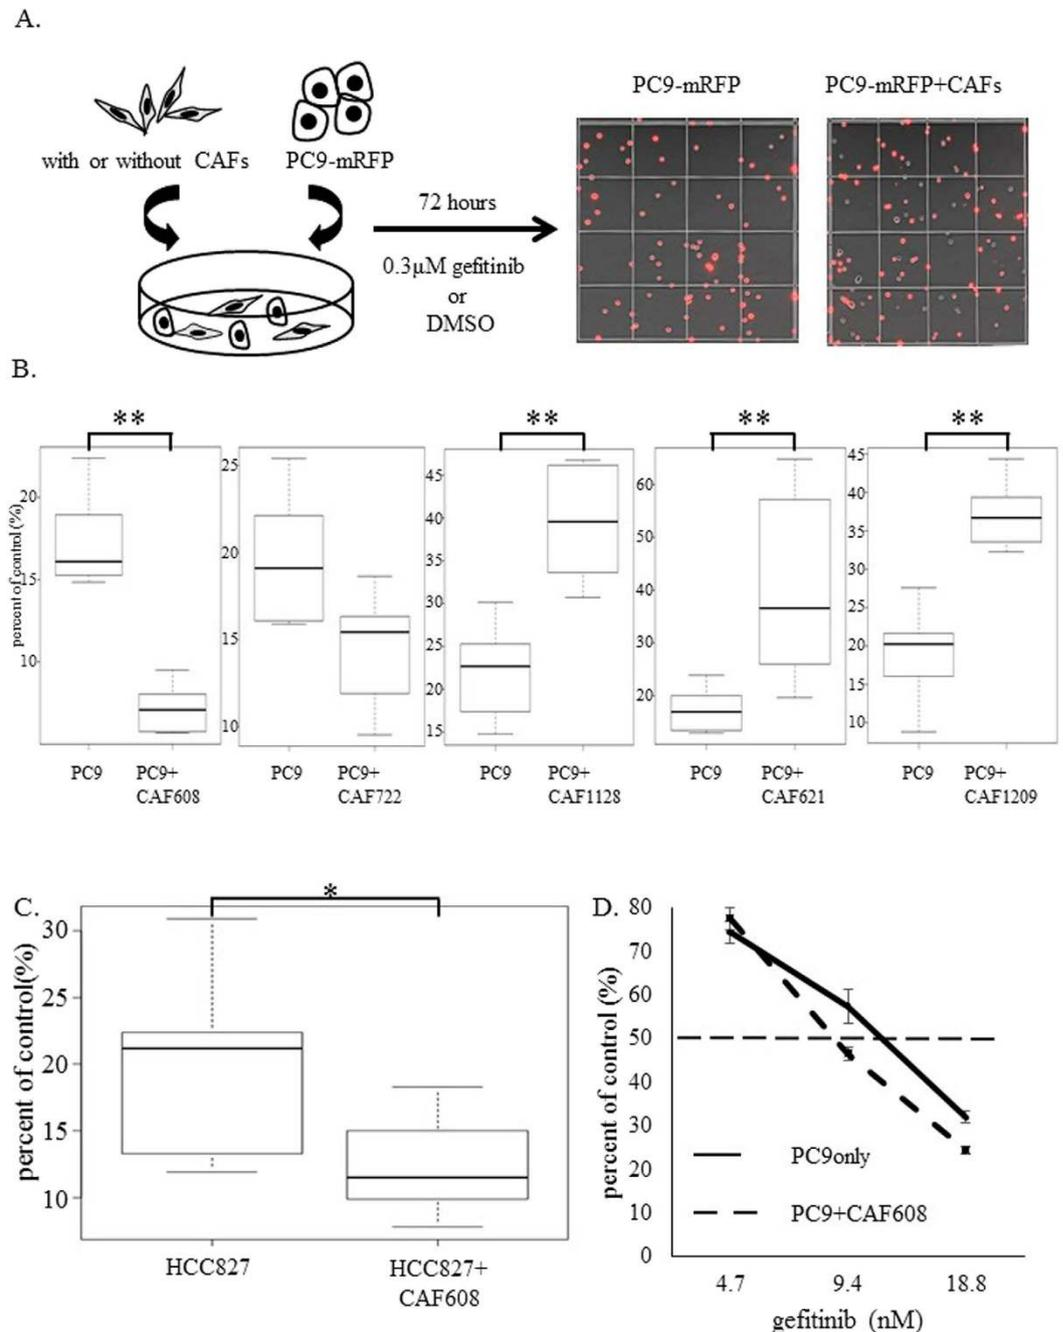 A.
PC9-mRFP
PC9-mRFP+CAFs
with or without CAFs
PC9-mRFP
72 hours
0.3μM gefitinib
or
DMSO
B.
**
**
**
**
percent of control (%)
20
15
10
PC9
PC9+
CAF608
25
20
15
10
PC9
PC9+
CAF722
45
40
35
30
25
20
15
PC9
PC9+
CAF1128
60
50
40
30
20
PC9
PC9+
CAF621
45
40
35
30
25
20
15
10
PC9
PC9+
CAF1209
C.
*
percent of control(%)
30
25
20
15
10
HCC827
HCC827+
CAF608
D.
percent of control (%)
80
70
60
50
40
30
20
10
0
PC9only
PC9+CAF608
4.7
9.4
18.8
gefitinib (nM)